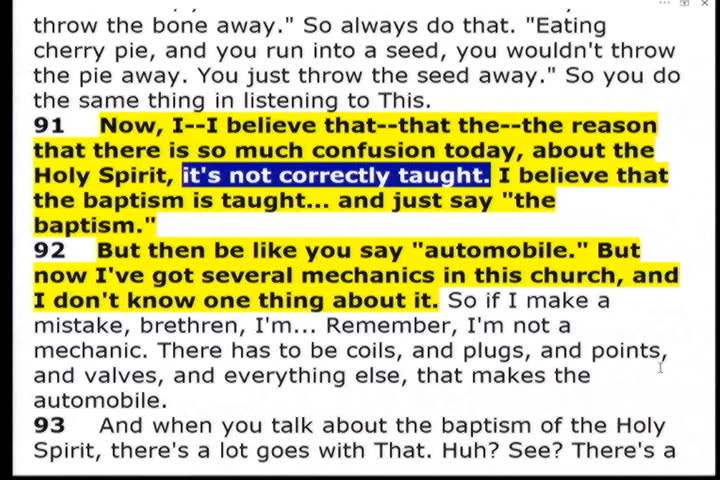 throw the bone away." So always do that. "Eating
cherry pie, and you run into a seed, you wouldn't throw
the pie away. You just throw the seed away." So you do
the same thing in listening to This.
91 Now, I--I believe that--that the--the reason
that there is so much confusion today, about the
Holy Spirit, it's not correctly taught. I believe that
the baptism is taught... and just say "the
baptism."
92 But then be like you say "automobile." But
now I've got several mechanics in this church, and
I don't know one thing about it. So if I make a
mistake, brethren, I'm... Remember, I'm not a
mechanic. There has to be coils, and plugs, and points,
and valves, and everything else, that makes the
automobile.
93 And when you talk about the baptism of the Holy
Spirit, there's a lot goes with That. Huh? See? There's a